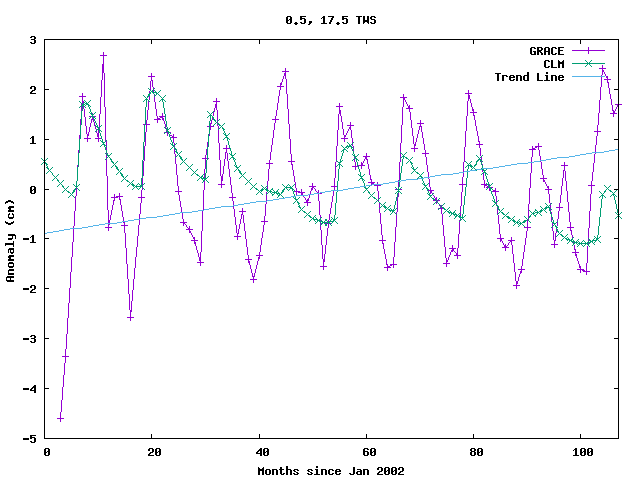 0.5, 17.5 TWS
GRACE
CLM
Trend Line
3
2
1
0
-1
-2
-3
-4
-5
Anomaly (cm)
0 20 40 60 80 100
Months since Jan 2002